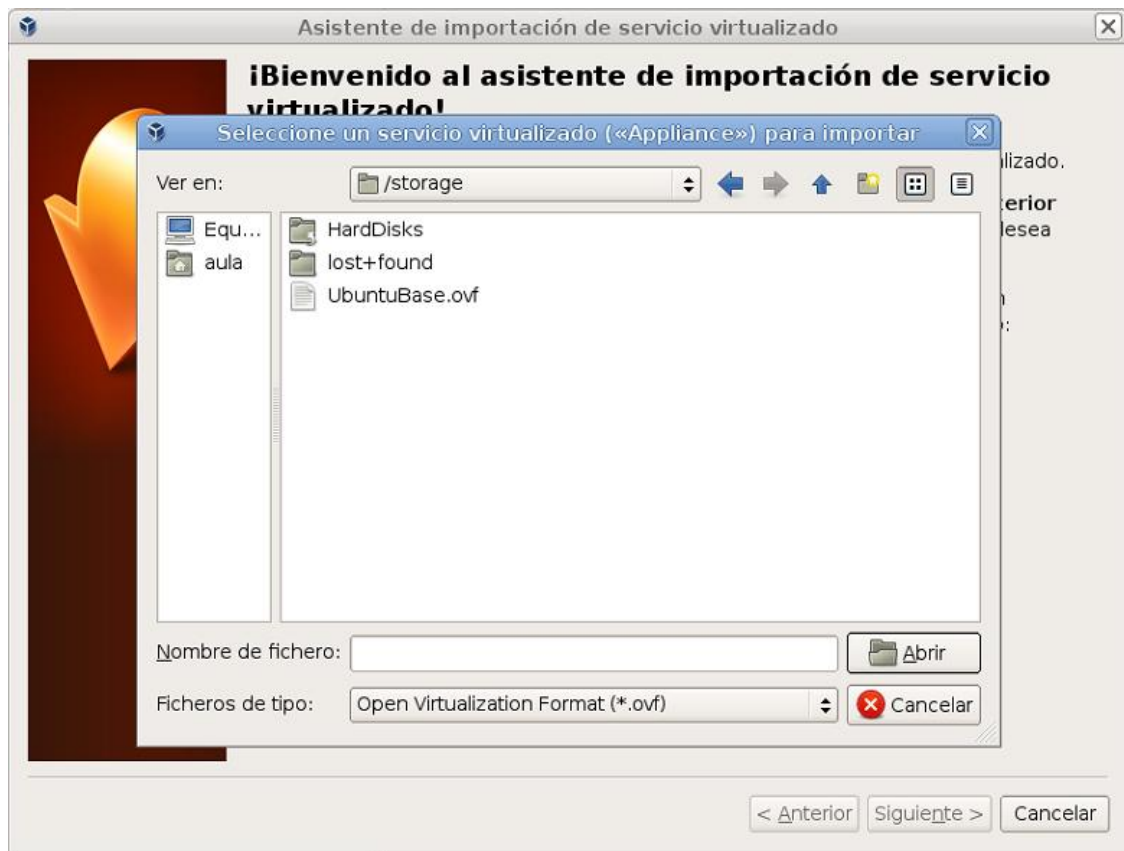 Asistente de importación de servicio virtualizado
¡Bienvenido al asistente de importación de servicio
virtualizado!
Seleccione un servicio virtualizado («Appliance») para importar
Ver en:
/storage
Equ...
aula
HardDisks
lost+found
UbuntuBase.ovf
lizado.
erior
esea
Nombre de fichero:
Abrir
Ficheros de tipo:
Open Virtualization Format (*.ovf)
Cancelar
< Anterior
Siguiente >
Cancelar